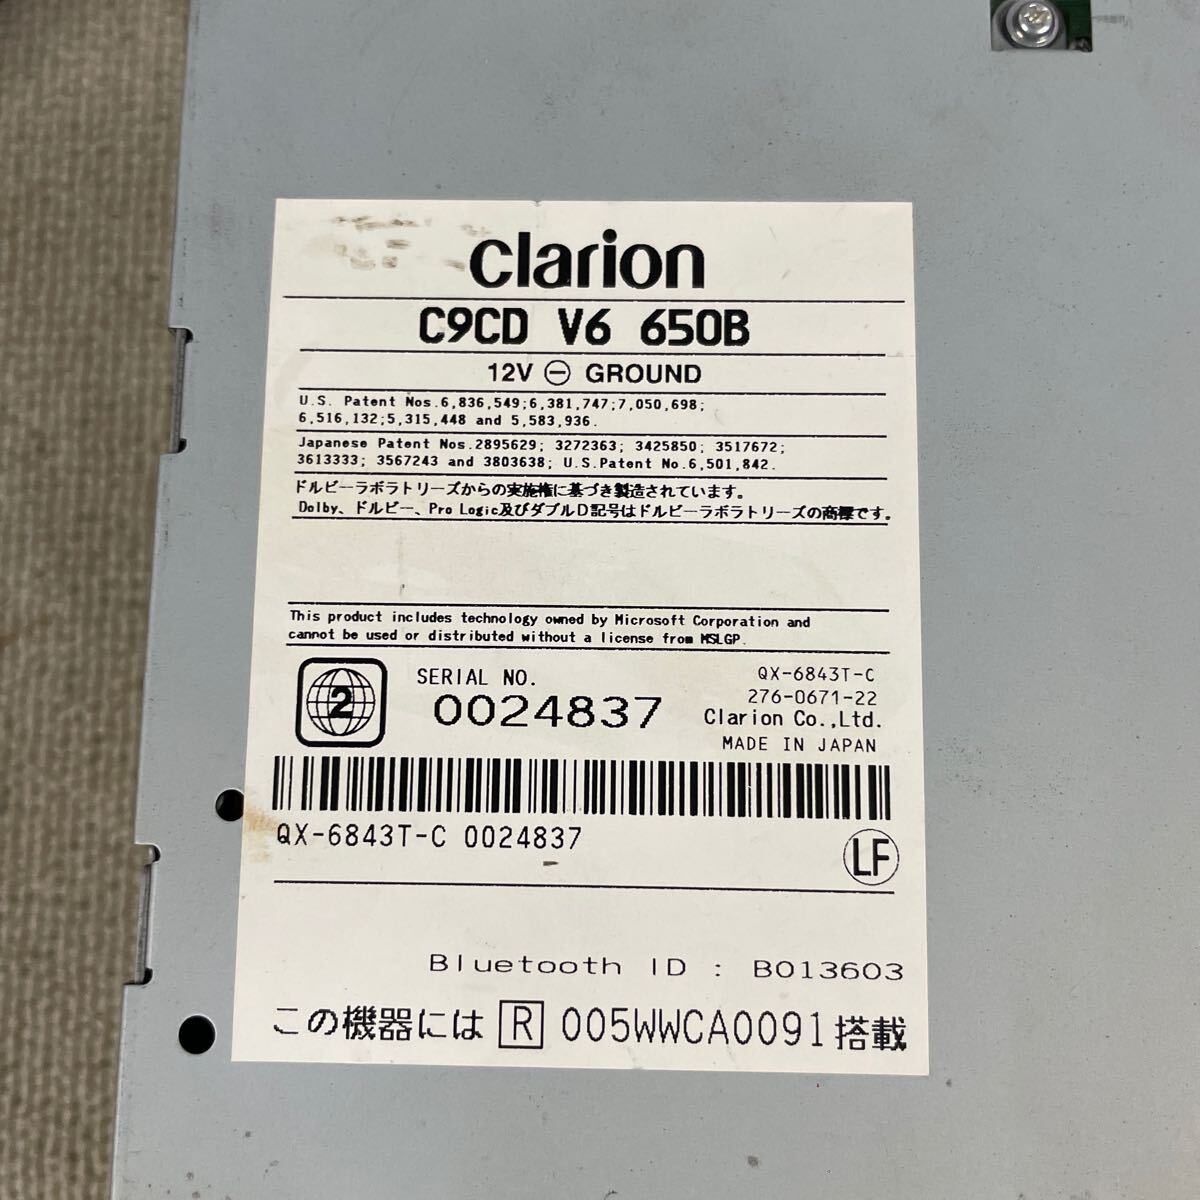 clarion
C9CD V6 650B
12V ⊖ GROUND
U.S. Patent Nos.6,836,549;6,381,747;7,050,698;
6,516,132;5,315,448 and 5,583,936.
Japanese Patent Nos.2895629; 3272363; 3425850; 3517672;
3613333; 3567243 and 3803638; U.S.Patent No.6,501,842.
ドルビーラボラトリーズからの実施権に基づき製造されています。
Dolby、ドルビー、Pro Logic及びダブルD記号はドルビーラボラトリーズの商標です。
This product includes technology owned by Microsoft Corporation and
cannot be used or distributed without a license from MSLGP.
2
SERIAL NO.
0024837
QX-6843T-C
276-0671-22
Clarion Co.,Ltd.
MADE IN JAPAN
QX-6843T-C 0024837
LF
Bluetooth ID : B013603
この機器には R 005WWCA0091 搭載